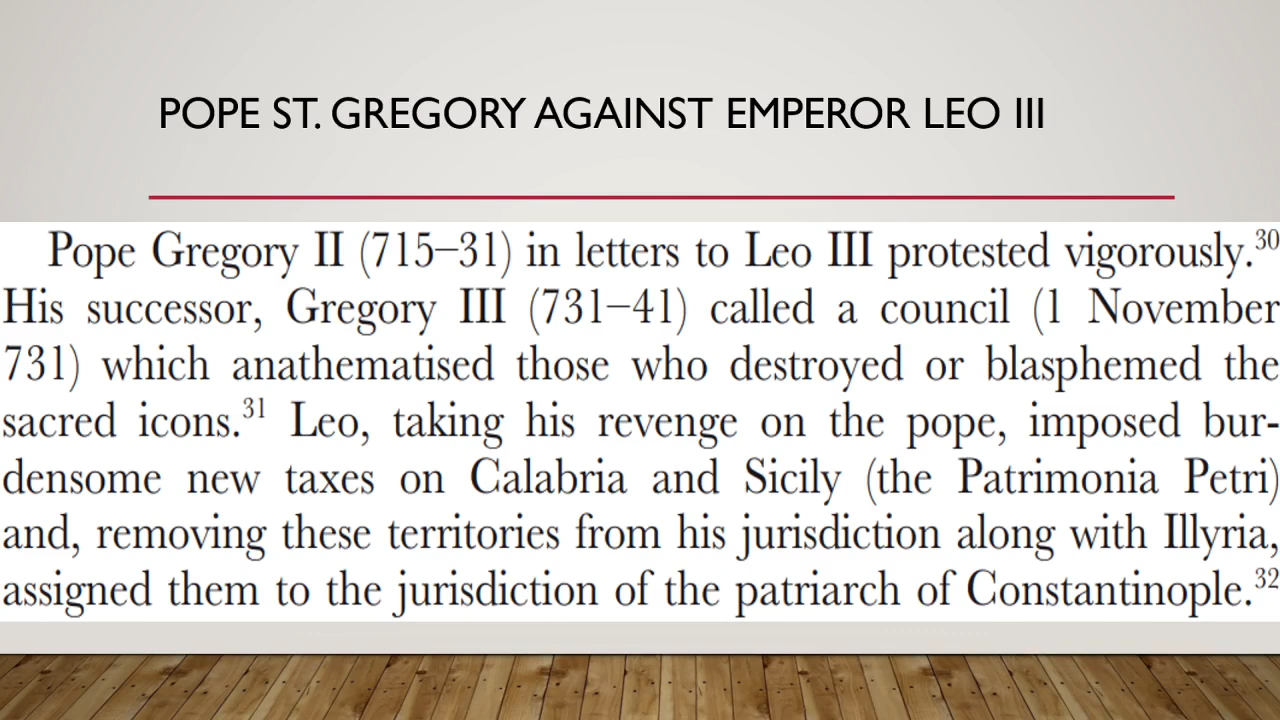 POPE ST. GREGORY AGAINST EMPEROR LEO III
Pope Gregory II (715–31) in letters to Leo III protested vigorously.30
His successor, Gregory III (731–41) called a council (1 November
731) which anathematised those who destroyed or blasphemed the
sacred icons.31 Leo, taking his revenge on the pope, imposed bur-
densome new taxes on Calabria and Sicily (the Patrimonia Petri)
and, removing these territories from his jurisdiction along with Illyria,
assigned them to the jurisdiction of the patriarch of Constantinople.32